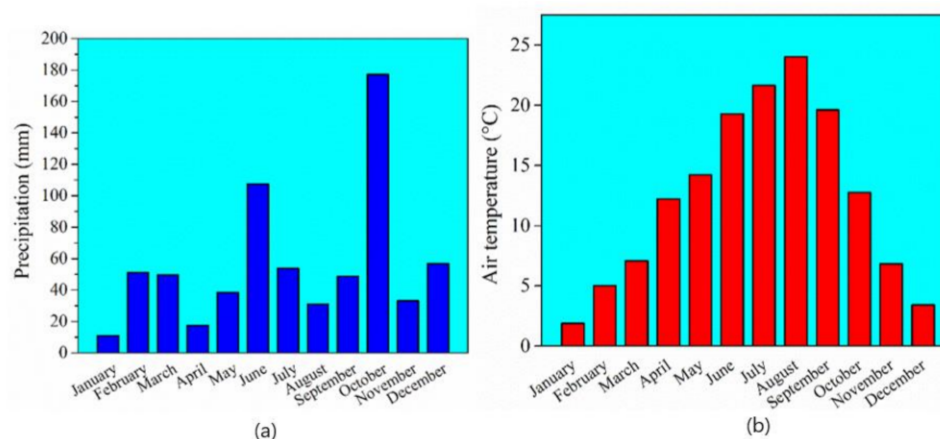 200
180
160
140
120
100
80
60
40
20
0
Precipitation (mm)
January
February
March
April
May
June
July
August
September
October
November
December
(a)
25
20
15
10
5
0
Air temperature (°C)
January
February
March
April
May
June
July
August
September
October
November
December
(b)